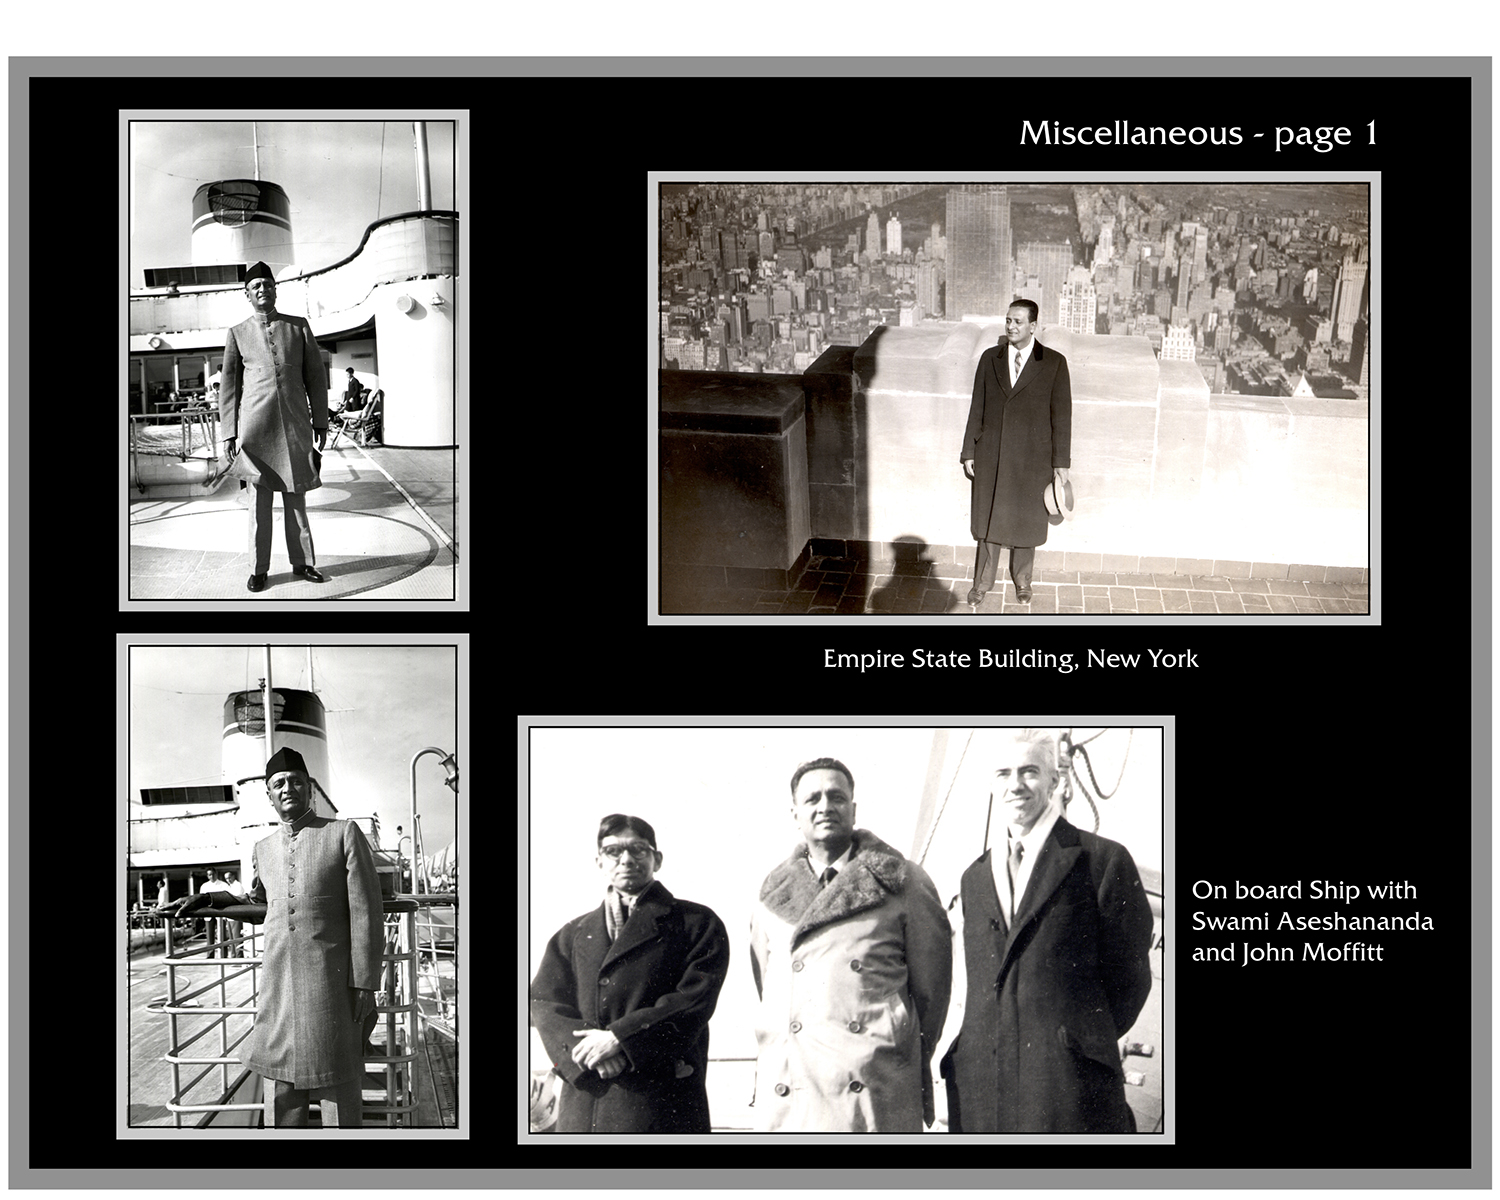 Miscellaneous - page 1
Empire State Building, New York
On board Ship with
Swami Aseshananda
and John Moffitt